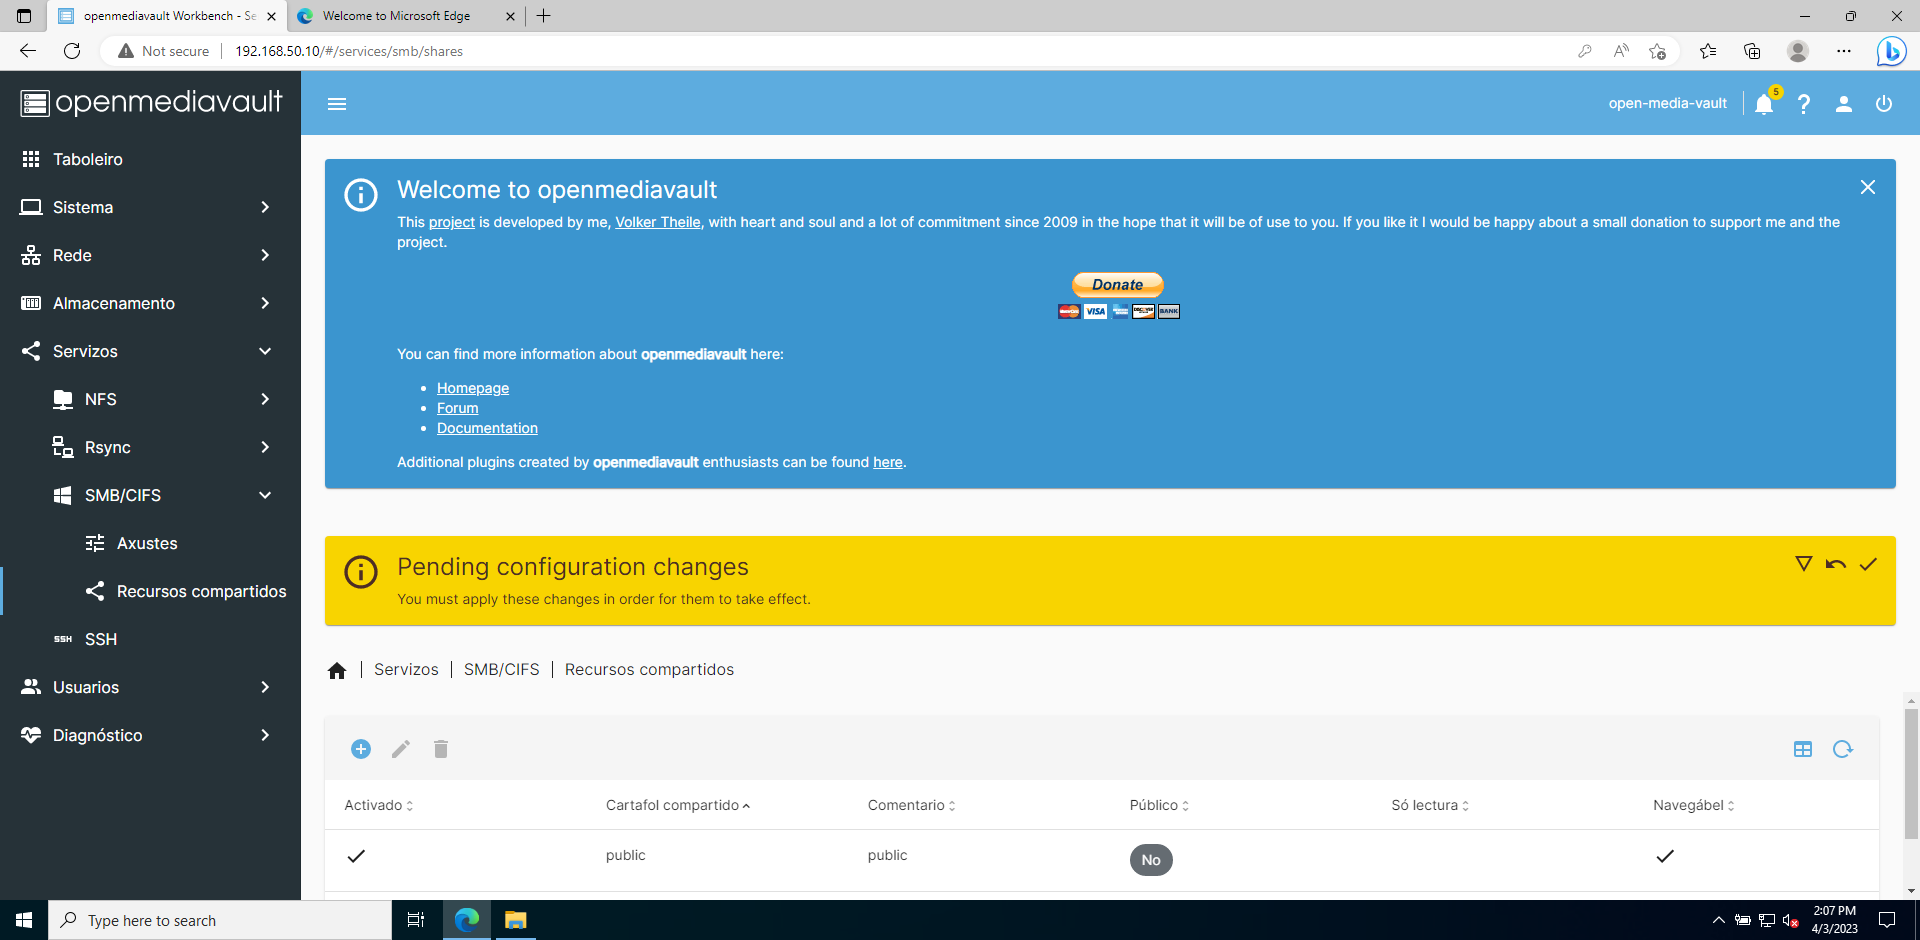 openmediavault Workbench - Se
Welcome to Microsoft Edge
Not secure
192.168.50.10/#/services/smb/shares
openmediavault
open-media-vault
5
Taboleiro
Sistema
Rede
Almacenamento
Servizos
NFS
Rsync
SMB/CIFS
Axustes
Recursos compartidos
SSH SSH
Usuarios
Diagnóstico
Welcome to openmediavault
This project is developed by me, Volker Theile, with heart and soul and a lot of commitment since 2009 in the hope that it will be of use to you. If you like it I would be happy about a small donation to support me and the
project.
Donate
VISA
DISCOVER
BANK
You can find more information about openmediavault here:
• Homepage
• Forum
• Documentation
Additional plugins created by openmediavault enthusiasts can be found here.
Pending configuration changes
You must apply these changes in order for them to take effect.
Servizos | SMB/CIFS | Recursos compartidos
Activado
Cartafol compartido
Comentario
Público
Só lectura
Navegábel
public
public
No
Type here to search
2:07 PM
4/3/2023